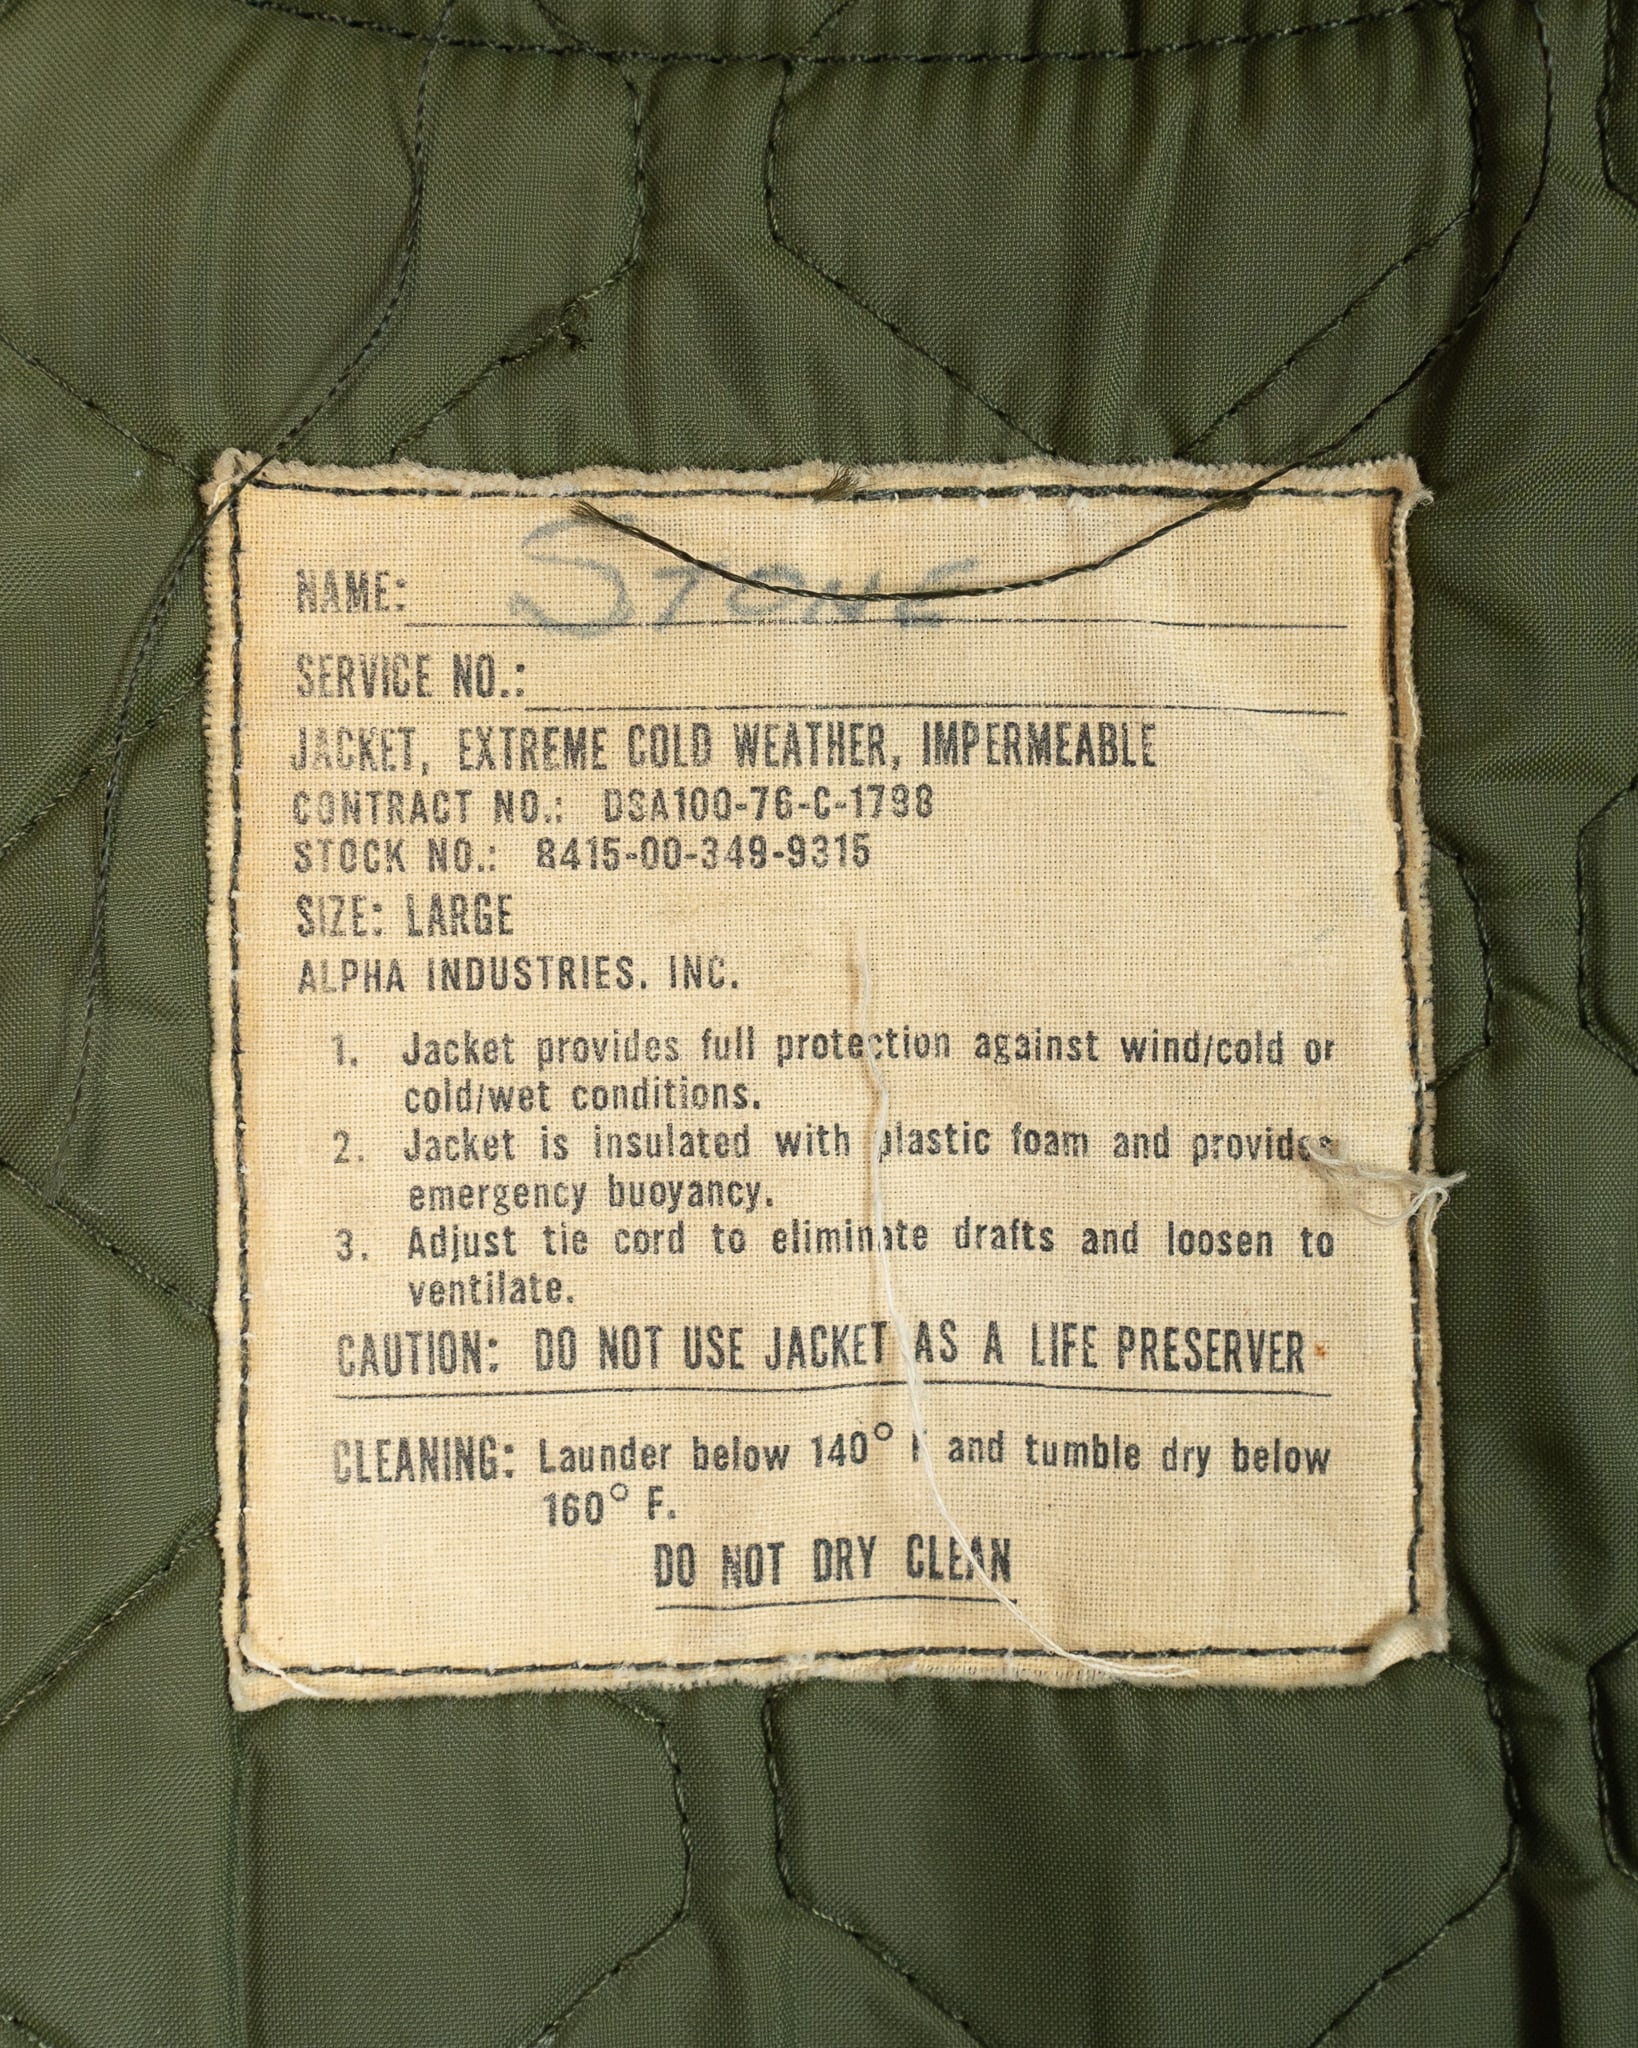 NAME: STONE
SERVICE NO.:
JACKET, EXTREME COLD WEATHER, IMPERMEABLE
CONTRACT NO.: DSA100-76-C-1798
STOCK NO.: 8415-00-349-9315
SIZE: LARGE
ALPHA INDUSTRIES. INC.
1. Jacket provides full protection against wind/cold or
cold/wet conditions.
2. Jacket is insulated with plastic foam and provides
emergency buoyancy.
3. Adjust tie cord to eliminate drafts and loosen to
ventilate.
CAUTION: DO NOT USE JACKET AS A LIFE PRESERVER
CLEANING: Launder below 140° F and tumble dry below
160° F.
DO NOT DRY CLEAN